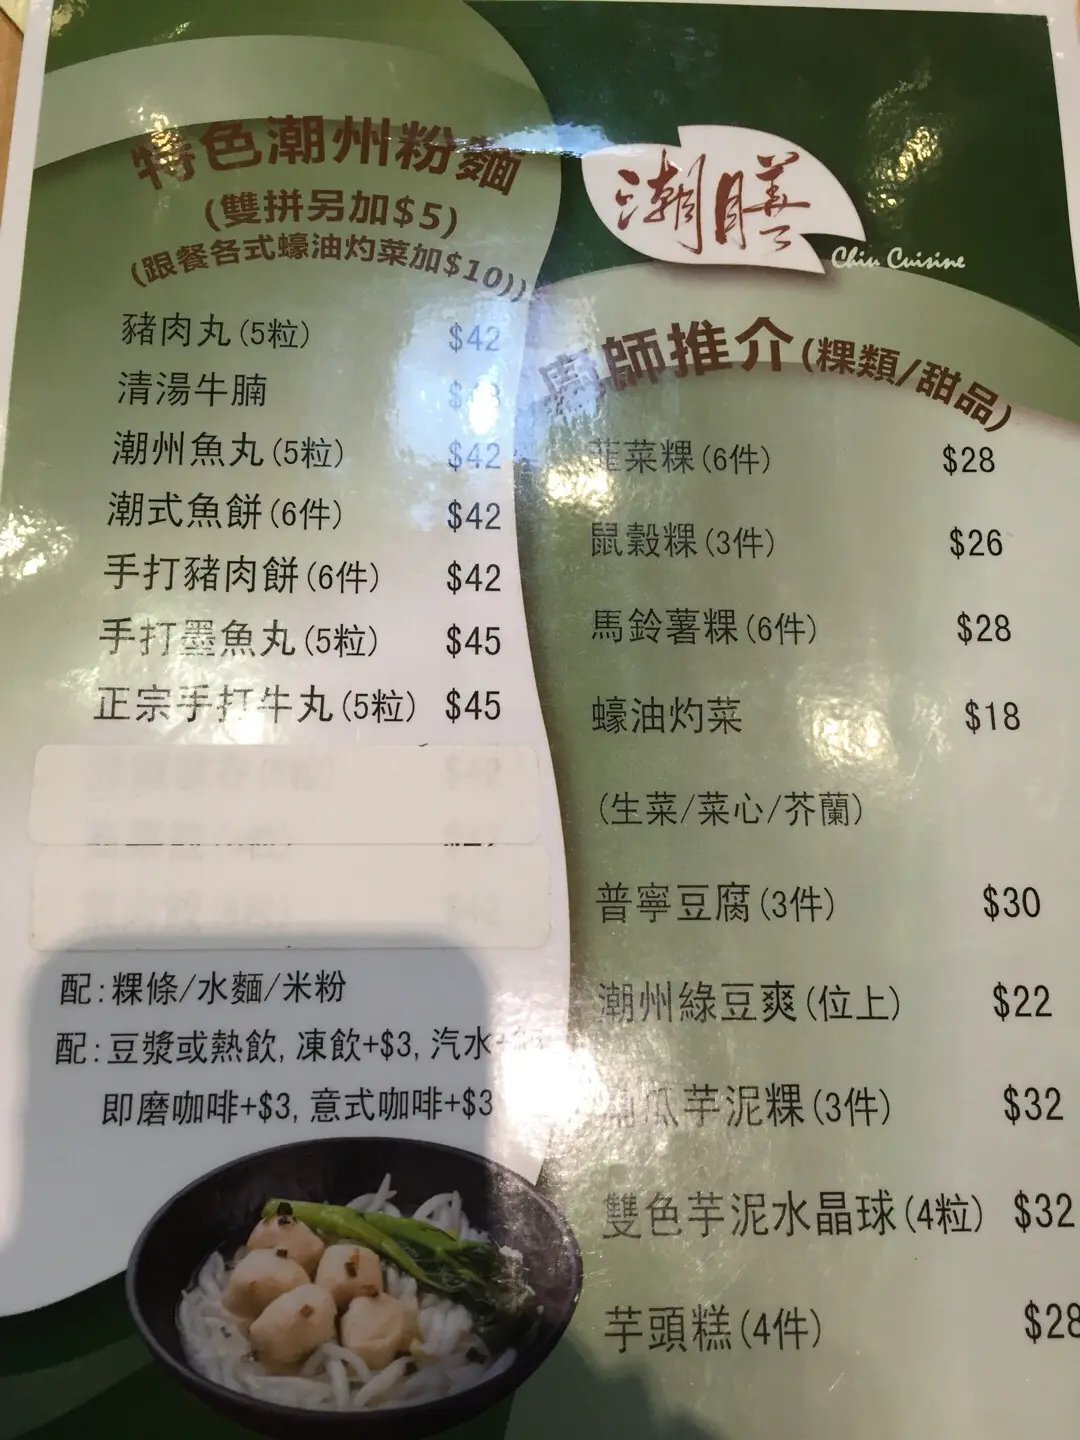 特色潮州粉麵
(雙拼另加$5)
(跟餐各式蠔油灼菜加$10))
豬肉丸(5粒) $42
清湯牛腩
潮州魚丸(5粒) $42
潮式魚餅(6件) $42
手打豬肉餅(6件) $42
手打墨魚丸(5粒) $45
正宗手打牛丸(5粒) $45
配:粿條/水麵/米粉
配:豆漿或熱飲,凍飲+$3,汽水
即磨咖啡+$3,意式咖啡+$3
潮膳
Chiu Cuisine
廚師推介(粿類/甜品)
韮菜粿(6件) $28
鼠穀粿(3件) $26
馬鈴薯粿(6件) $28
蠔油灼菜 $18
(生菜/菜心/芥蘭)
普寧豆腐(3件) $30
潮州綠豆爽(位上) $22
南瓜芋泥粿(3件) $32
雙色芋泥水晶球(4粒) $32
芋頭糕(4件) $28